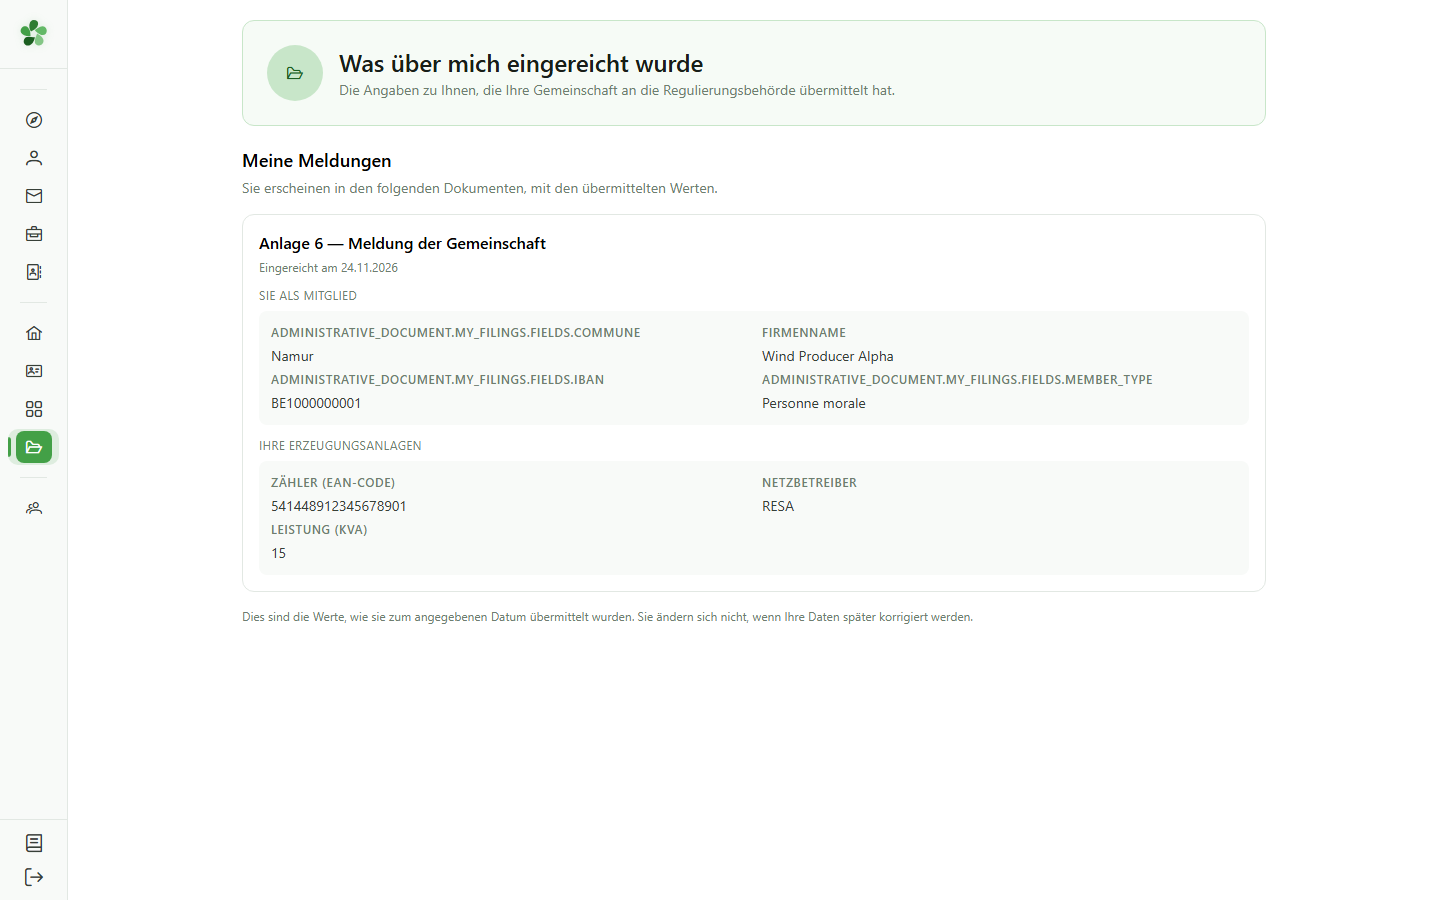 Was über mich eingereicht wurde
Die Angaben zu Ihnen, die Ihre Gemeinschaft an die Regulierungsbehörde übermittelt hat.
Meine Meldungen
Sie erscheinen in den folgenden Dokumenten, mit den übermittelten Werten.
Anlage 6 — Meldung der Gemeinschaft
Eingereicht am 24.11.2026
SIE ALS MITGLIED
ADMINISTRATIVE_DOCUMENT.MY_FILINGS.FIELDS.COMMUNE
Namur
FIRMENNAME
Wind Producer Alpha
ADMINISTRATIVE_DOCUMENT.MY_FILINGS.FIELDS.IBAN
BE1000000001
ADMINISTRATIVE_DOCUMENT.MY_FILINGS.FIELDS.MEMBER_TYPE
Personne morale
IHRE ERZEUGUNGSANLAGEN
ZÄHLER (EAN-CODE)
541448912345678901
NETZBETREIBER
RESA
LEISTUNG (KVA)
15
Dies sind die Werte, wie sie zum angegebenen Datum übermittelt wurden. Sie ändern sich nicht, wenn Ihre Daten später korrigiert werden.